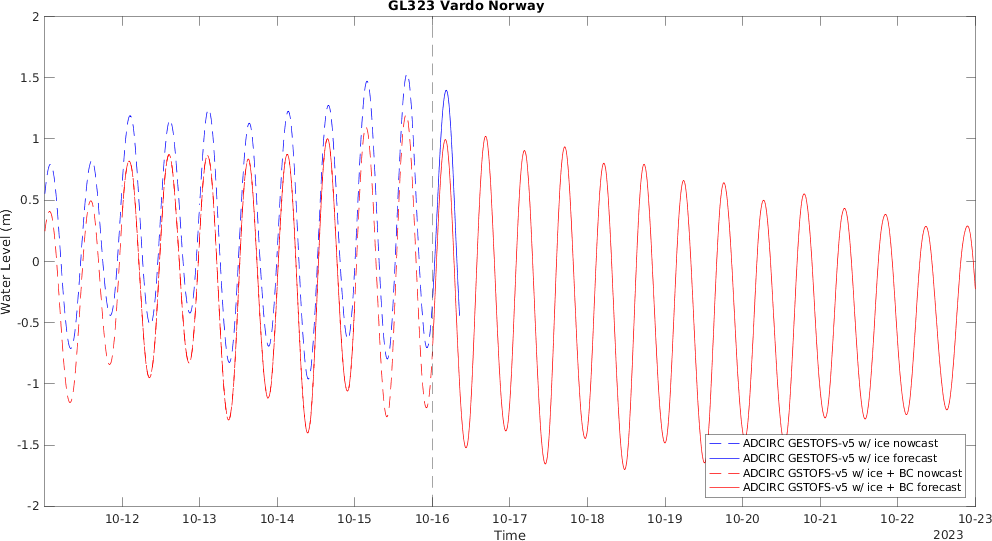 GL323 Vardo Norway
2
1.5
1
0.5
0
-0.5
-1
-1.5
-2
Water Level (m)
ADCIRC GESTOFS-v5 w/ ice nowcast
ADCIRC GESTOFS-v5 w/ ice forecast
ADCIRC GSTOFS-v5 w/ ice + BC nowcast
ADCIRC GSTOFS-v5 w/ ice + BC forecast
10-12 10-13 10-14 10-15 10-16 10-17 10-18 10-19 10-20 10-21 10-22 10-23
Time
2023